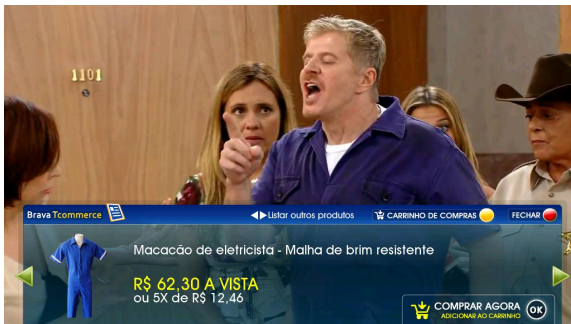 1101
Brava Tcommerce
Listar outros produtos
CARRINHO DE COMPRAS
FECHAR
Macacão de eletricista - Malha de brim resistente
R$ 62,30 A VISTA
ou 5X de R$ 12,46
COMPRAR AGORA
ADICIONAR AO CARRINHO
OK